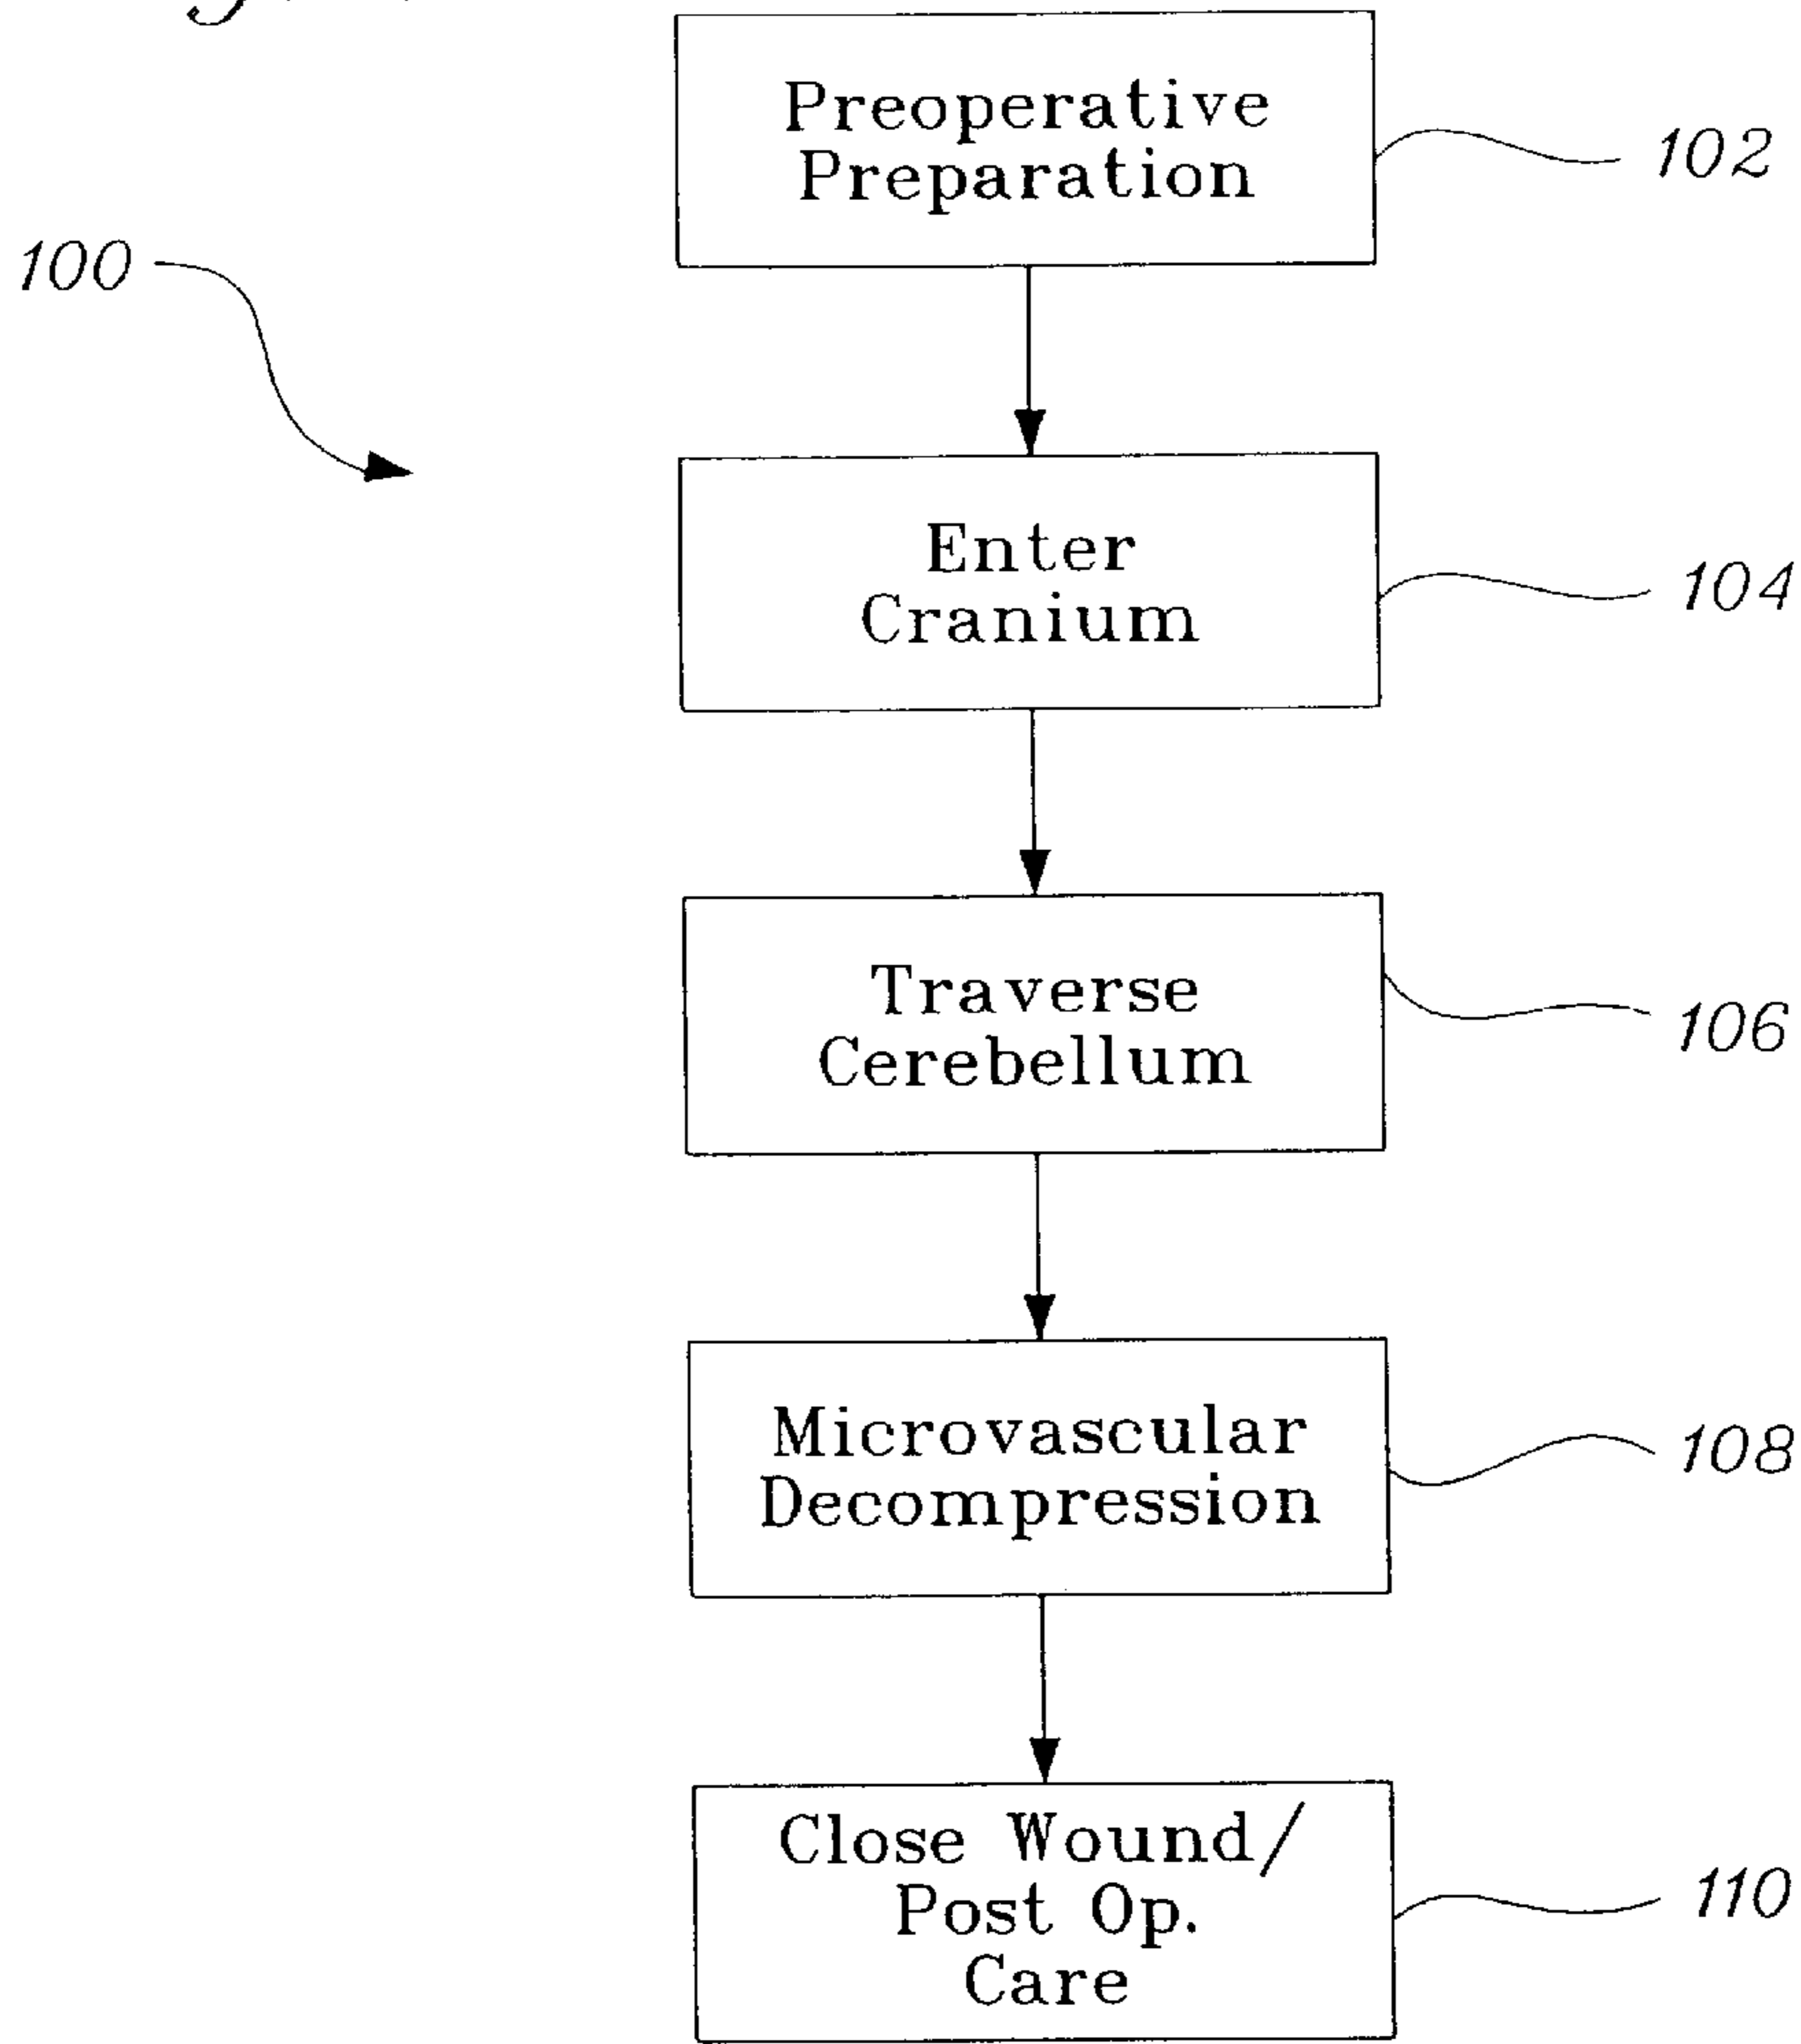 Preoperative
Preparation
102
100
Enter
Cranium
104
Traverse
Cerebellum
106
Microvascular
Decompression
108
Close Wound/
Post Op.
Care
110